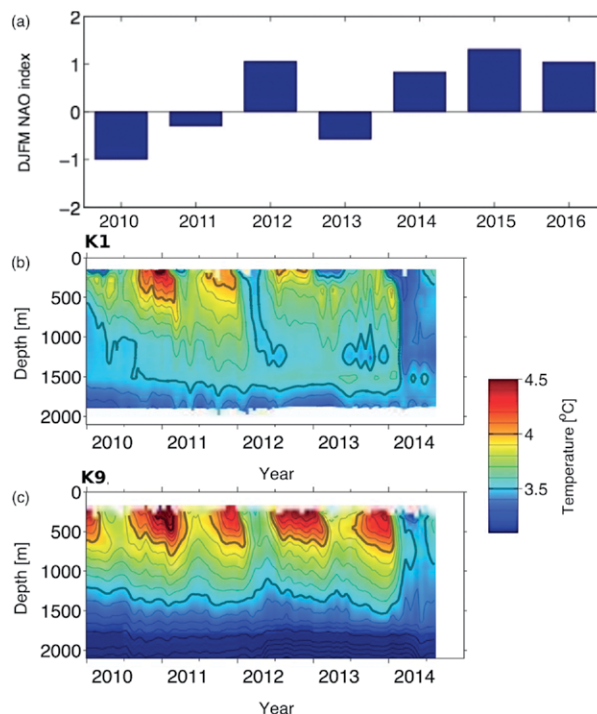 (a)
2
1
0
-1
-2
DJFM NAO index
2010 2011 2012 2013 2014 2015 2016
K1
(b)
0
500
1000
1500
2000
Depth [m]
2010 2011 2012 2013 2014
Year
K9
(c)
0
500
1000
1500
2000
Depth [m]
2010 2011 2012 2013 2014
Year
4.5
4
3.5
Temperature [⁰C]